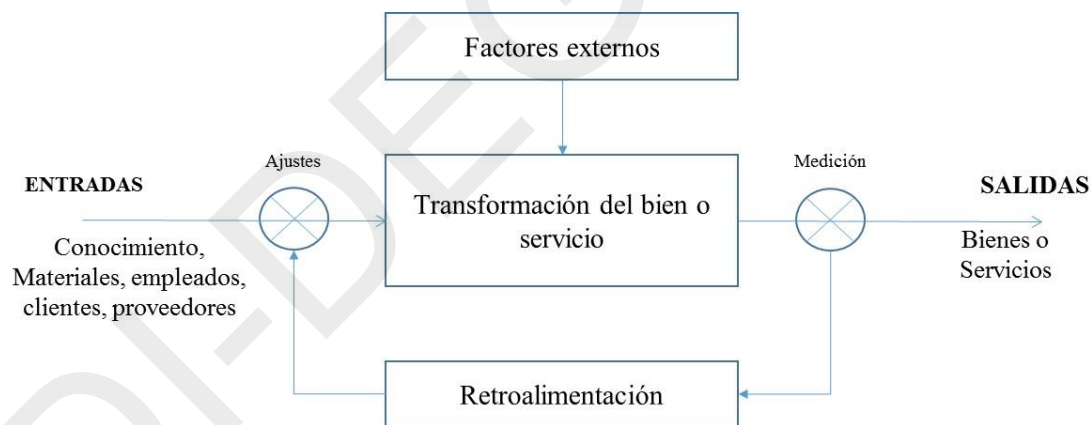 Factores externos
Ajustes
Medición
ENTRADAS
Transformación del bien o
servicio
SALIDAS
Conocimiento,
Materiales, empleados,
clientes, proveedores
Bienes o
Servicios
Retroalimentación